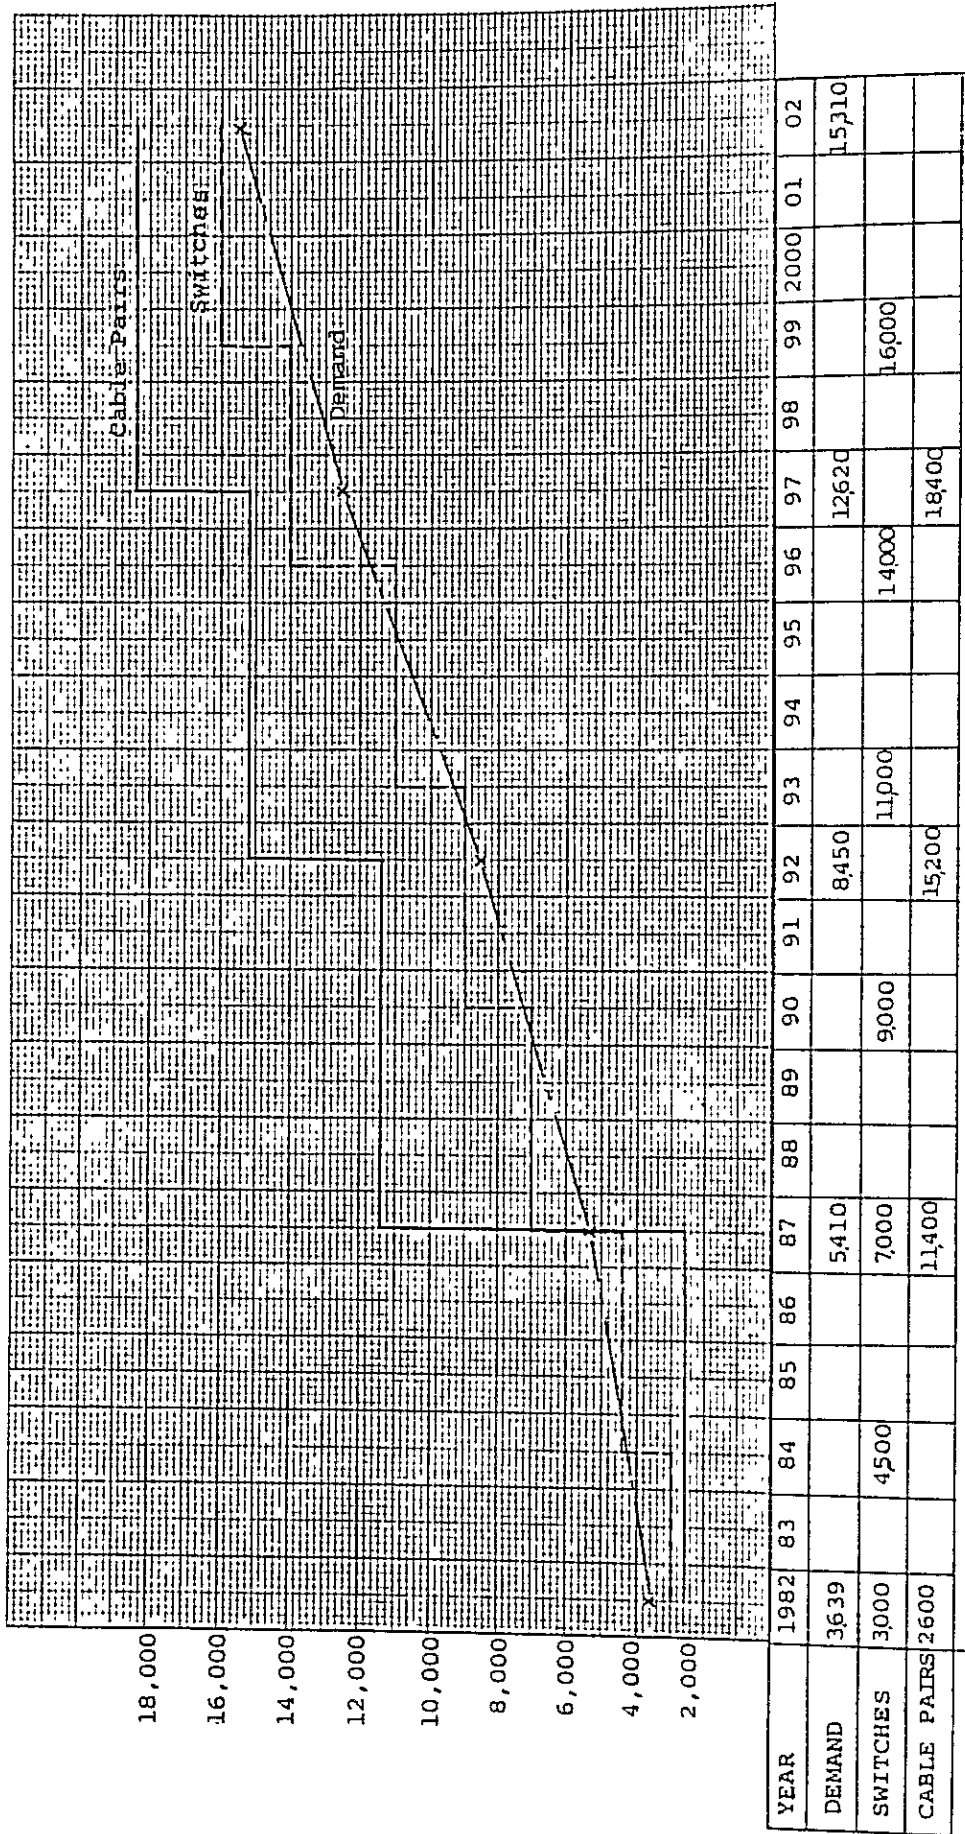 Cable Pairs
Switches
Demand
18,000
16,000
14,000
12,000
10,000
8,000
6,000
4,000
2,000
YEAR 1982 83 84 85 86 87 88 89 90 91 92 93 94 95 96 97 98 99 2000 01 02
DEMAND 3,639 5,410 8,450 12,620 15,310
SWITCHES 3,000 4,500 7,000 9,000 11,000 14,000 16,000
CABLE PAIRS 2600 11,400 15,200 18,400